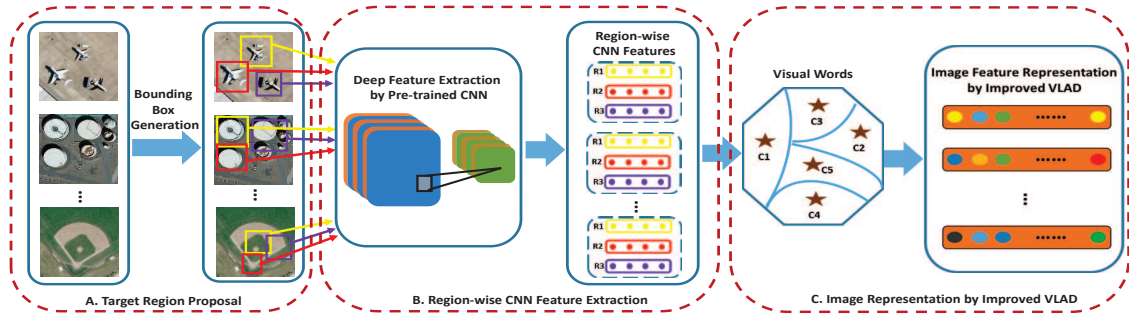 Bounding
Box
Generation
A. Target Region Proposal
Deep Feature Extraction
by Pre-trained CNN
Region-wise
CNN Features
R1
R2
R3
R1
R2
R3
R1
R2
R3
B. Region-wise CNN Feature Extraction
Visual Words
C3
C1
C2
C5
C4
Image Feature Representation
by Improved VLAD
C. Image Representation by Improved VLAD